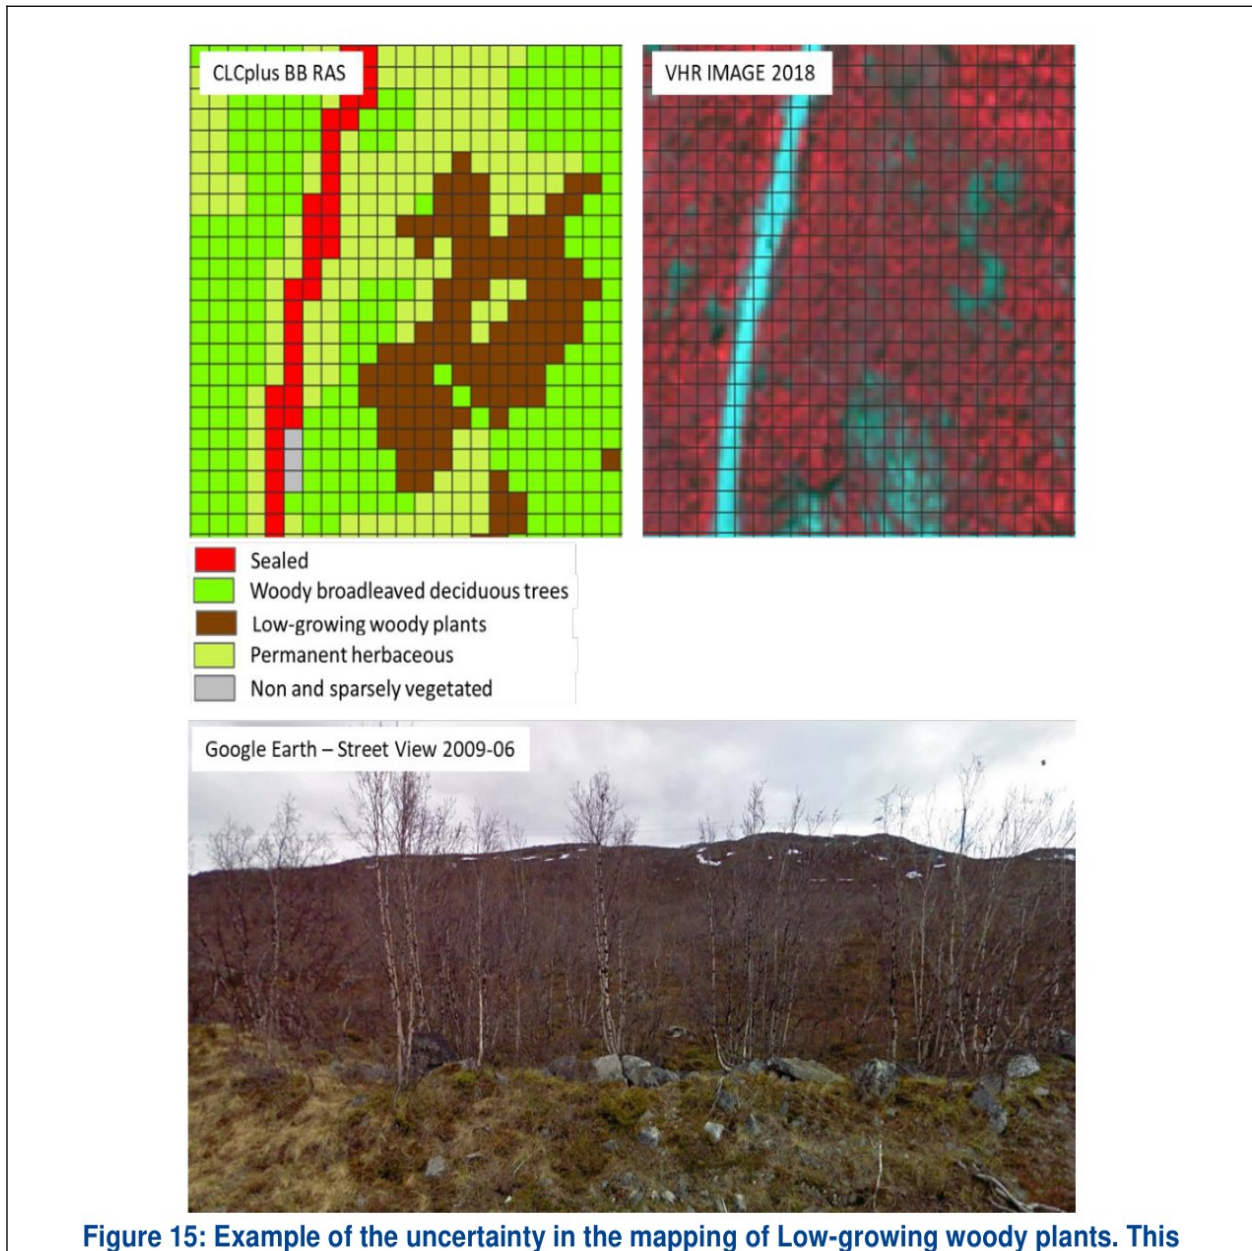 CLCplus BB RAS
VHR IMAGE 2018
Sealed
Woody broadleaved deciduous trees
Low-growing woody plants
Permanent herbaceous
Non and sparsely vegetated
Google Earth – Street View 2009-06
Figure 15: Example of the uncertainty in the mapping of Low-growing woody plants. This